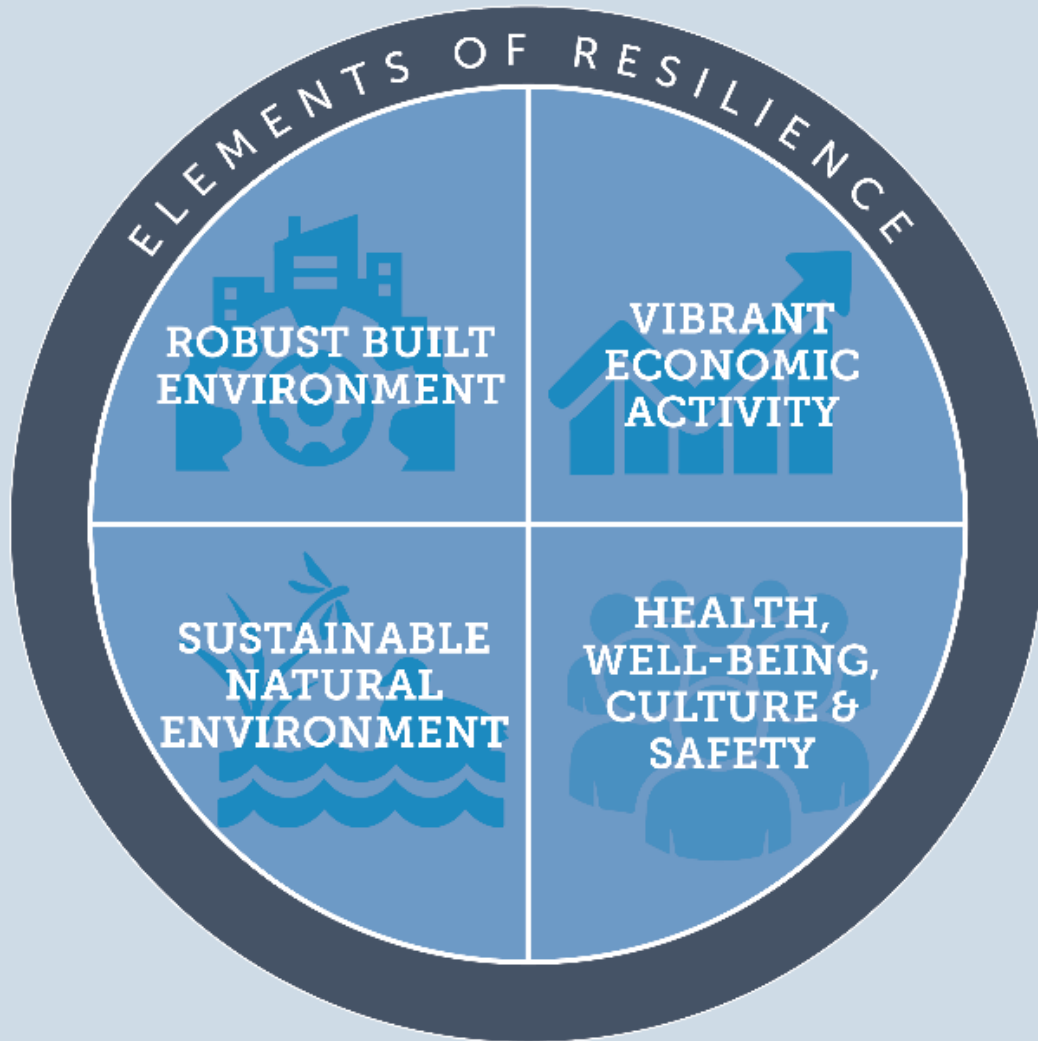 ELEMENTS OF RESILIENCE
ROBUST BUILT
ENVIRONMENT
VIBRANT
ECONOMIC
ACTIVITY
SUSTAINABLE
NATURAL
ENVIRONMENT
HEALTH,
WELL-BEING,
CULTURE &
SAFETY